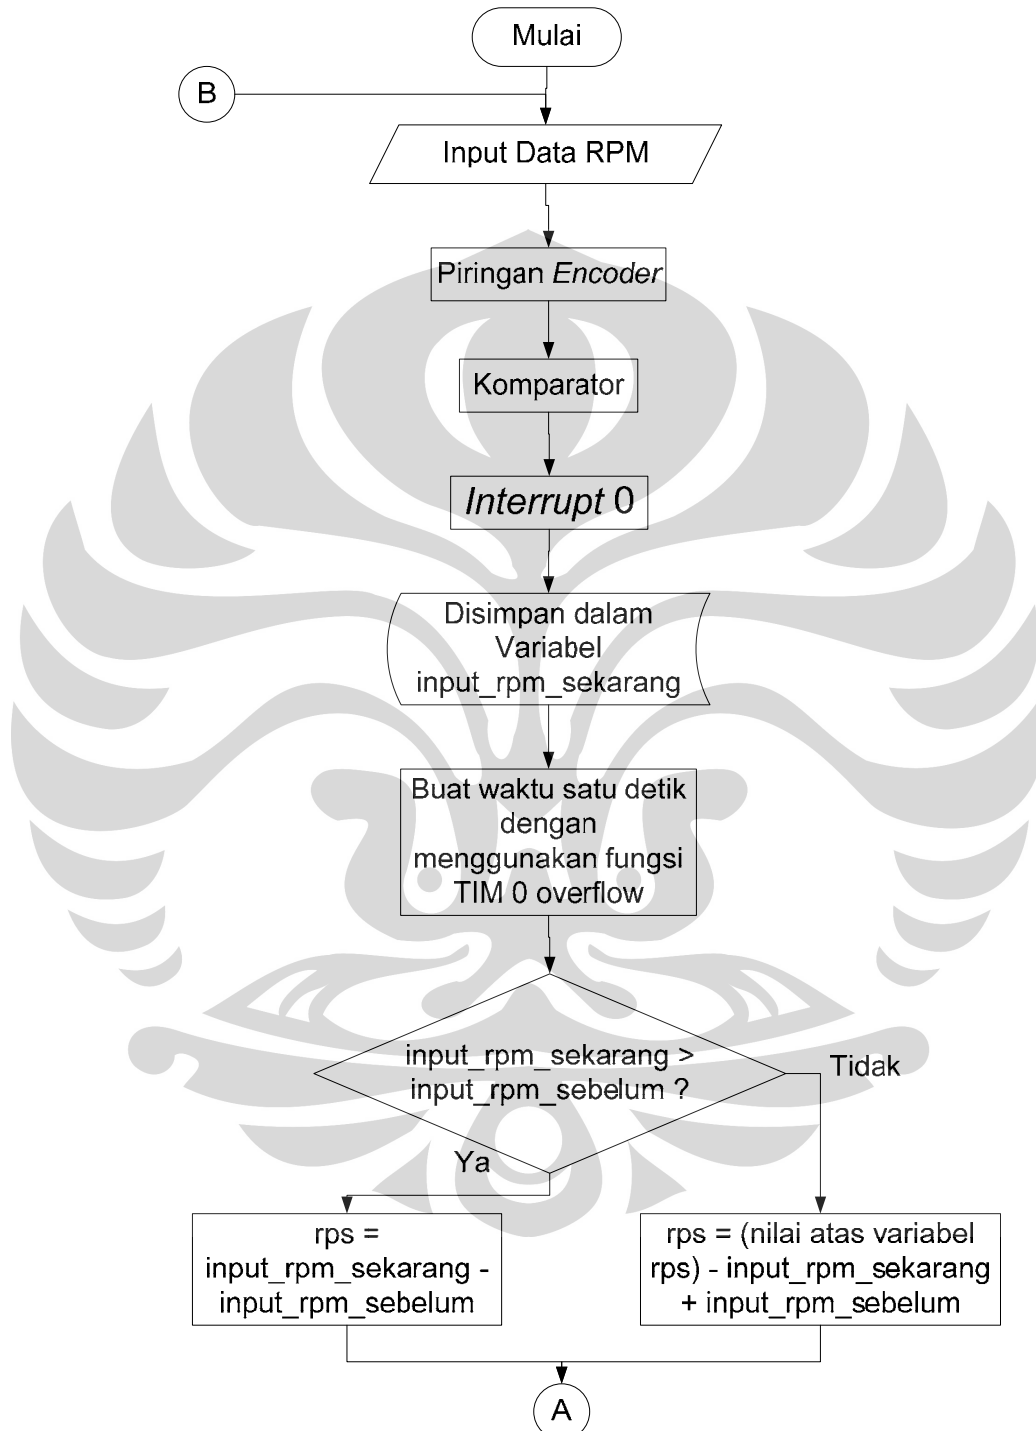 Mulai
B
Input Data RPM
Piringan Encoder
Komparator
Interrupt 0
Disimpan dalam
Variabel
input_rpm_sekarang
Buat waktu satu detik
dengan
menggunakan fungsi
TIM 0 overflow
input_rpm_sekarang >
input_rpm_sebelum ?
Tidak
Ya
rps =
input_rpm_sekarang -
input_rpm_sebelum
rps = (nilai atas variabel
rps) - input_rpm_sekarang
+ input_rpm_sebelum
A